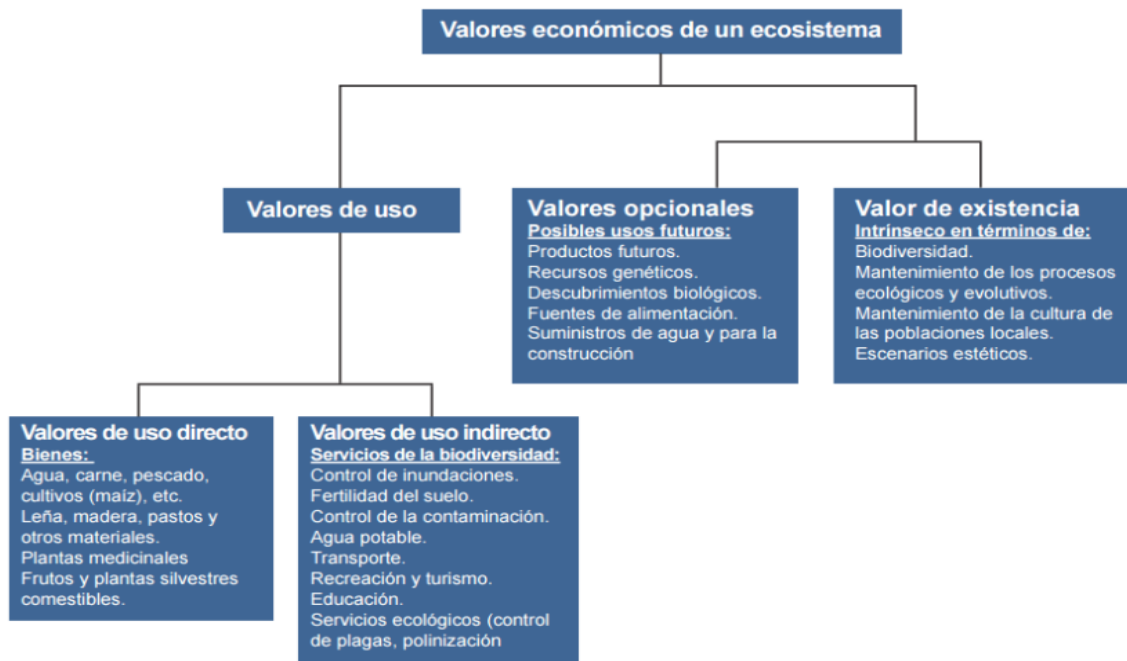 Valores económicos de un ecosistema
Valores de uso
Valores opcionales
Posibles usos futuros:
Productos futuros.
Recursos genéticos.
Descubrimientos biológicos.
Fuentes de alimentación.
Suministros de agua y para la
construcción
Valor de existencia
Intrínseco en términos de:
Biodiversidad.
Mantenimiento de los procesos
ecológicos y evolutivos.
Mantenimiento de la cultura de
las poblaciones locales.
Escenarios estéticos.
Valores de uso directo
Bienes:
Agua, carne, pescado,
cultivos (maíz), etc.
Leña, madera, pastos y
otros materiales.
Plantas medicinales
Frutos y plantas silvestres
comestibles.
Valores de uso indirecto
Servicios de la biodiversidad:
Control de inundaciones.
Fertilidad del suelo.
Control de la contaminación.
Agua potable.
Transporte.
Recreación y turismo.
Educación.
Servicios ecológicos (control
de plagas, polinización